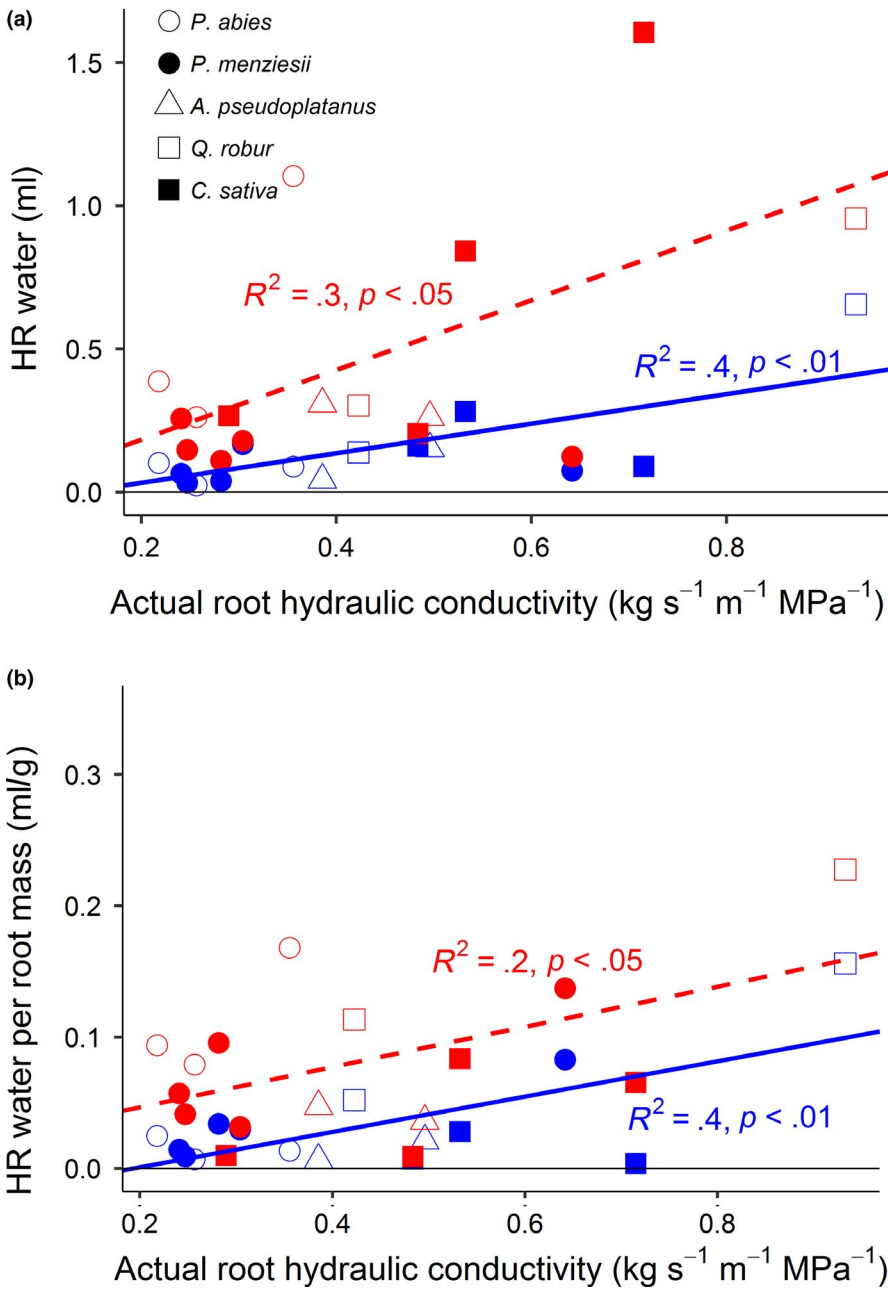 (a)
P. abies
P. menziesii
A. pseudoplatanus
Q. robur
C. sativa
HR water (ml)
1.5
1.0
0.5
0.0
R² = .3, p < .05
R² = .4, p < .01
0.2 0.4 0.6 0.8
Actual root hydraulic conductivity (kg s⁻¹ m⁻¹ MPa⁻¹)
(b)
HR water per root mass (ml/g)
0.3
0.2
0.1
0.0
R² = .2, p < .05
R² = .4, p < .01
0.2 0.4 0.6 0.8
Actual root hydraulic conductivity (kg s⁻¹ m⁻¹ MPa⁻¹)